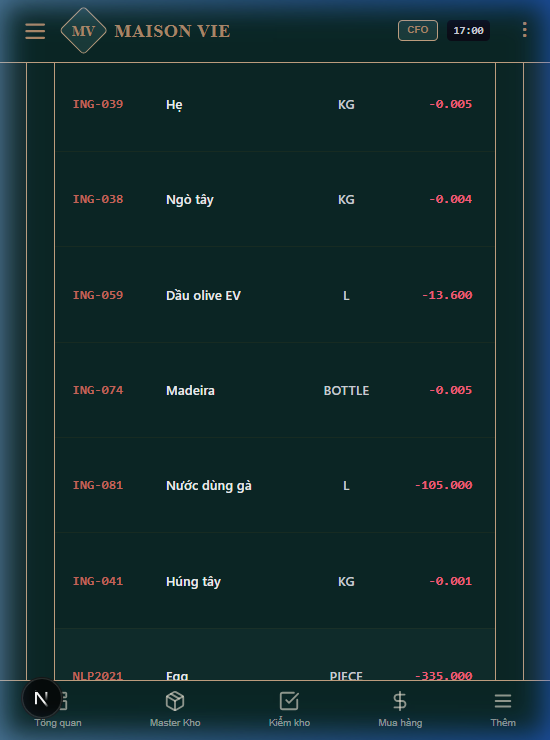 MV MAISON VIE CFO 17:00
ING-039 Hẹ KG -0.005
ING-038 Ngò tây KG -0.004
ING-059 Dầu olive EV L -13.600
ING-074 Madeira BOTTLE -0.005
ING-081 Nước dùng gà L -105.000
ING-041 Húng tây KG -0.001
NLP2021 Egg PIECE -335.000
N
Tổng quan Master Kho Kiểm kho Mua hàng Thêm